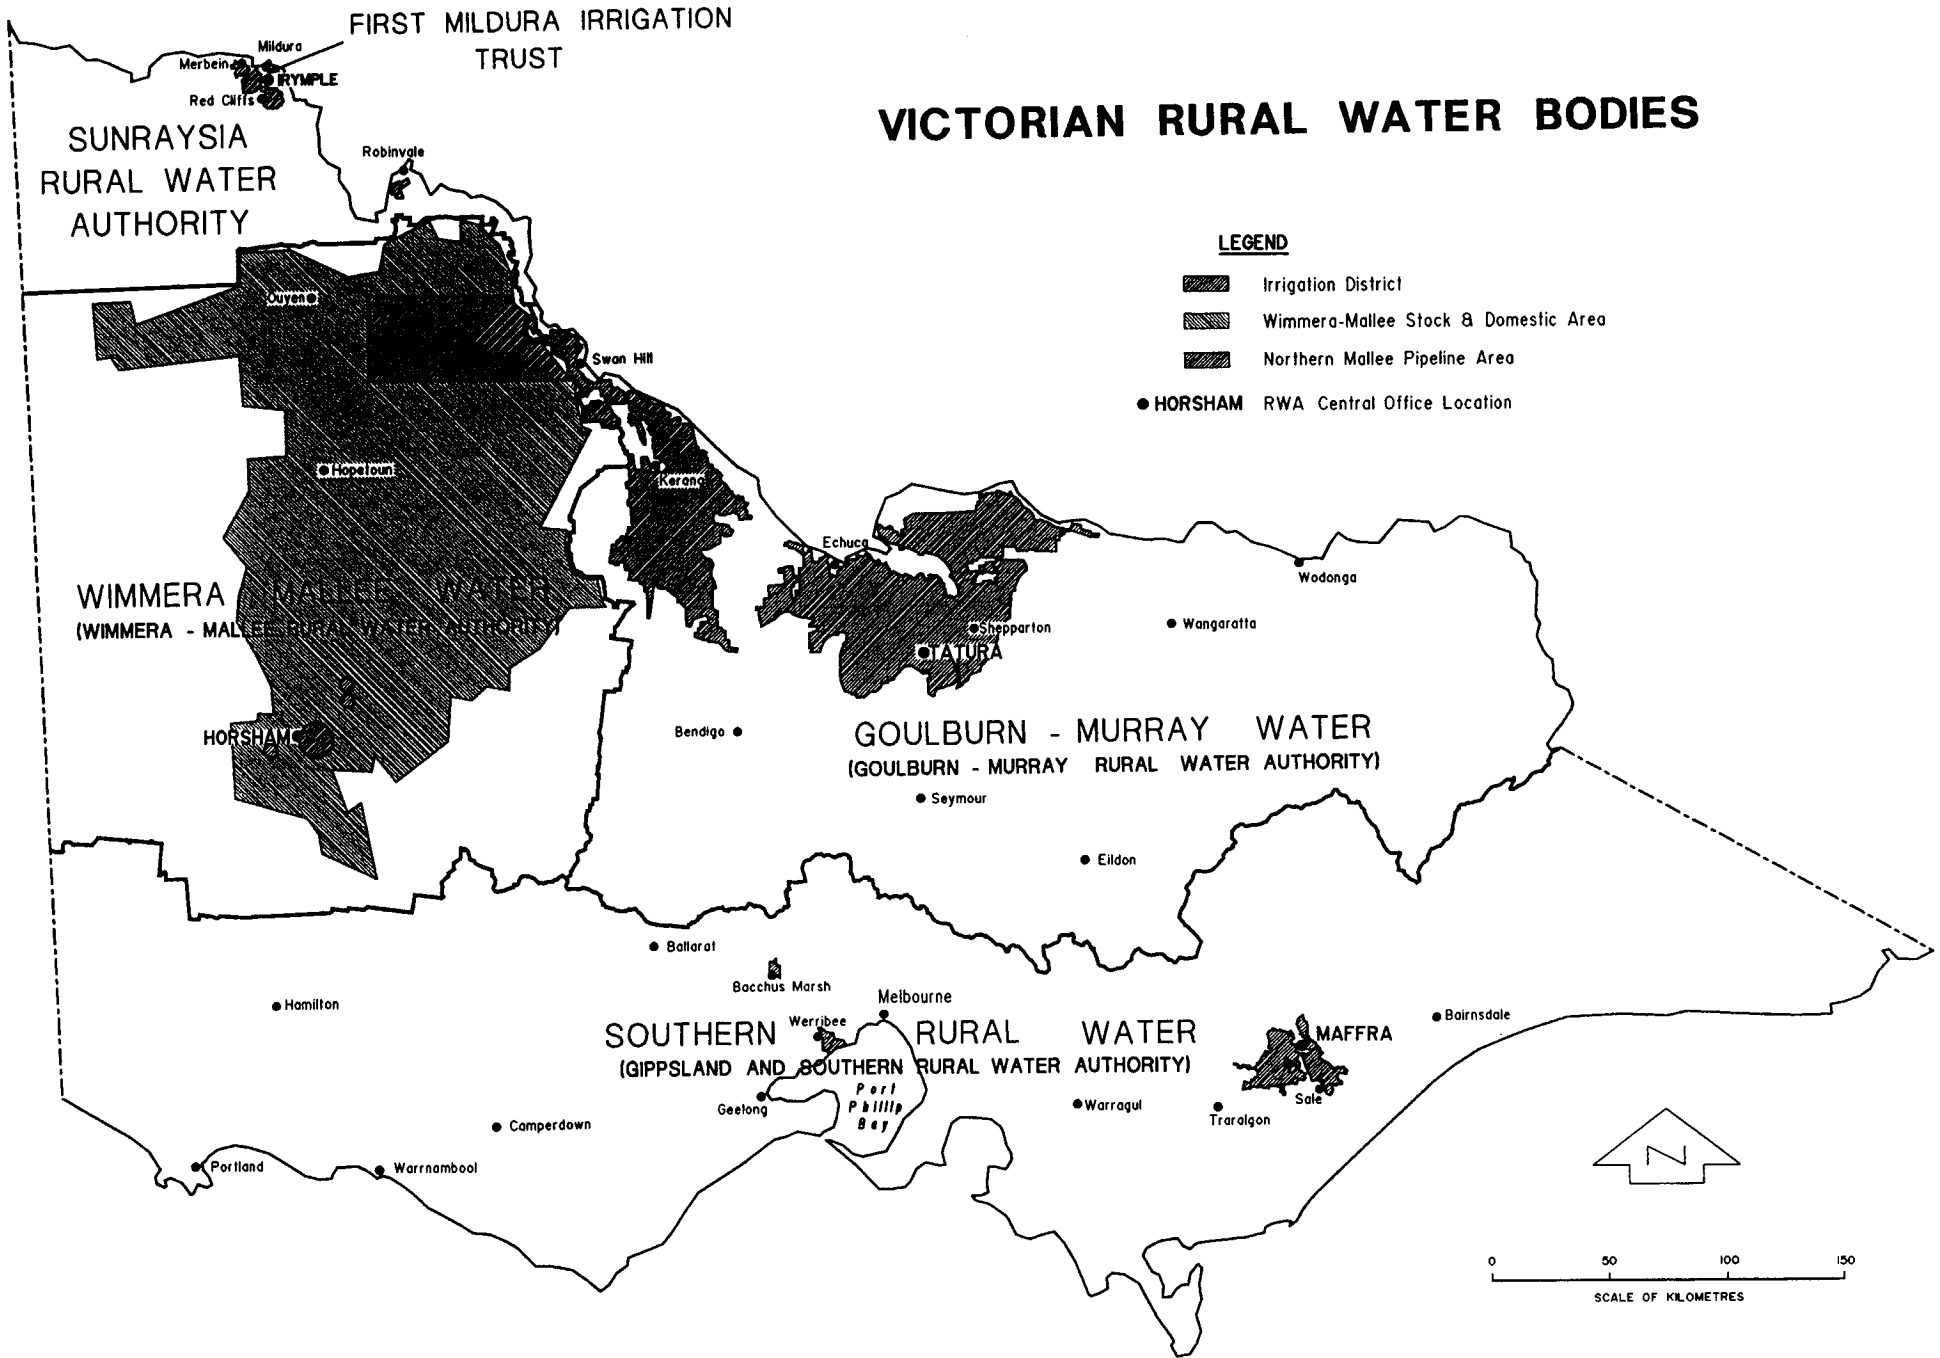 FIRST MILDURA IRRIGATION
TRUST
Mildura
Merbein
IRYMPLE
Red Cliffs
VICTORIAN RURAL WATER BODIES
SUNRAYSIA
RURAL WATER
AUTHORITY
Robinvale
LEGEND
Irrigation District
Wimmera-Mallee Stock & Domestic Area
Northern Mallee Pipeline Area
HORSHAM RWA Central Office Location
Ouyen
Swan Hill
Hopetoun
Kerang
Echuca
Wodonga
WIMMERA MALLEE WATER
(WIMMERA - MALLEE RURAL WATER AUTHORITY)
Shepparton
Wangaratta
TATURA
HORSHAM
Bendigo
GOULBURN - MURRAY WATER
(GOULBURN - MURRAY RURAL WATER AUTHORITY)
Seymour
Eildon
Ballarat
Bacchus Marsh
Hamilton
Melbourne
Werribee
Bairnsdale
SOUTHERN RURAL WATER
(GIPPSLAND AND SOUTHERN RURAL WATER AUTHORITY)
MAFFRA
Port
Phillip
Bay
Geelong
Warragul
Sale
Traralgon
Camperdown
Portland
Warrnambool
N
0 50 100 150
SCALE OF KILOMETRES